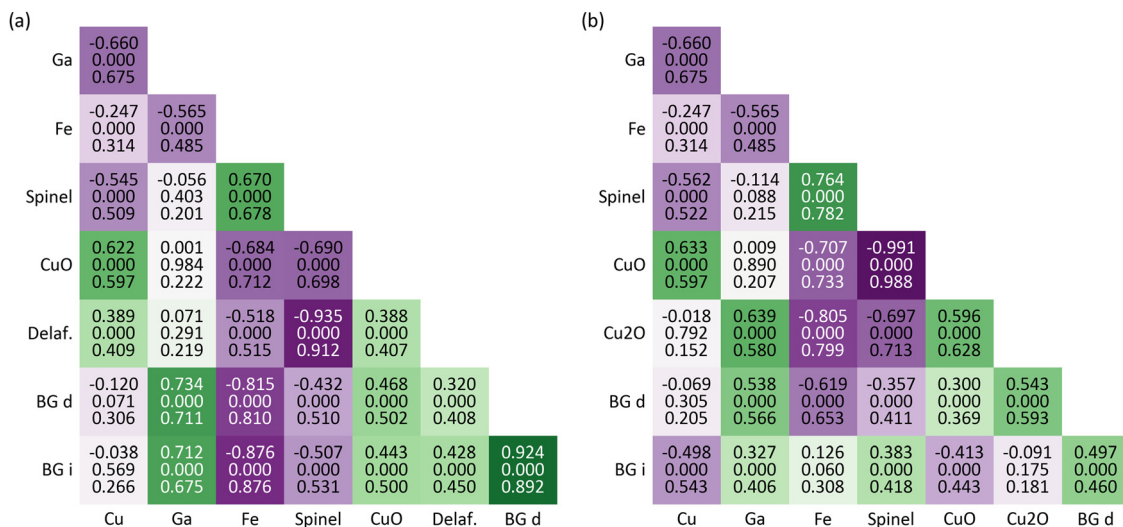 (a)
Ga
-0.660
0.000
0.675
Fe
-0.247 -0.565
0.000 0.000
0.314 0.485
Spinel
-0.545 -0.056 0.670
0.000 0.403 0.000
0.509 0.201 0.678
CuO
0.622 0.001 -0.684 -0.690
0.000 0.984 0.000 0.000
0.597 0.222 0.712 0.698
Delaf.
0.389 0.071 -0.518 -0.935 0.388
0.000 0.291 0.000 0.000 0.000
0.409 0.219 0.515 0.912 0.407
BG d
-0.120 0.734 -0.815 -0.432 0.468 0.320
0.071 0.000 0.000 0.000 0.000 0.000
0.306 0.711 0.810 0.510 0.502 0.408
BG i
-0.038 0.712 -0.876 -0.507 0.443 0.428 0.924
0.569 0.000 0.000 0.000 0.000 0.000 0.000
0.266 0.675 0.876 0.531 0.500 0.450 0.892
Cu Ga Fe Spinel CuO Delaf. BG d
(b)
Ga
-0.660
0.000
0.675
Fe
-0.247 -0.565
0.000 0.000
0.314 0.485
Spinel
-0.562 -0.114 0.764
0.000 0.088 0.000
0.522 0.215 0.782
CuO
0.633 0.009 -0.707 -0.991
0.000 0.890 0.000 0.000
0.597 0.207 0.733 0.988
Cu2O
-0.018 0.639 -0.805 -0.697 0.596
0.792 0.000 0.000 0.000 0.000
0.152 0.580 0.799 0.713 0.628
BG d
-0.069 0.538 -0.619 -0.357 0.300 0.543
0.305 0.000 0.000 0.000 0.000 0.000
0.205 0.566 0.653 0.411 0.369 0.593
BG i
-0.498 0.327 0.126 0.383 -0.413 -0.091 0.497
0.000 0.000 0.060 0.000 0.000 0.175 0.000
0.543 0.406 0.308 0.418 0.443 0.181 0.460
Cu Ga Fe Spinel CuO Cu2O BG d